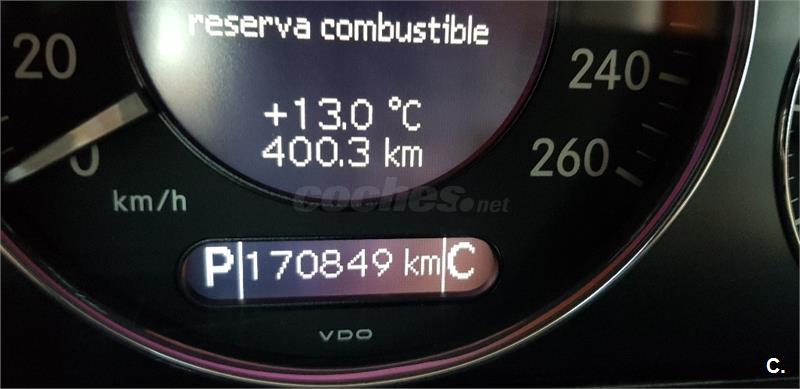 reserva combustible
20
240
+13.0 °C
400.3 km
0
260
km/h
coches.net
P 170849 km C
VDO
C.